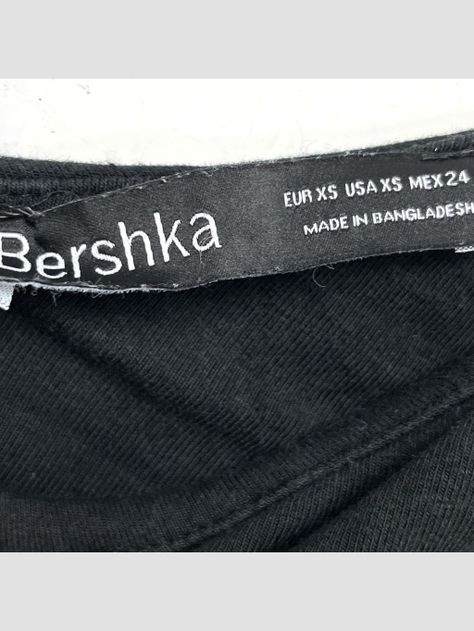 Bershka
EUR XS USA XS MEX 24
MADE IN BANGLADESH